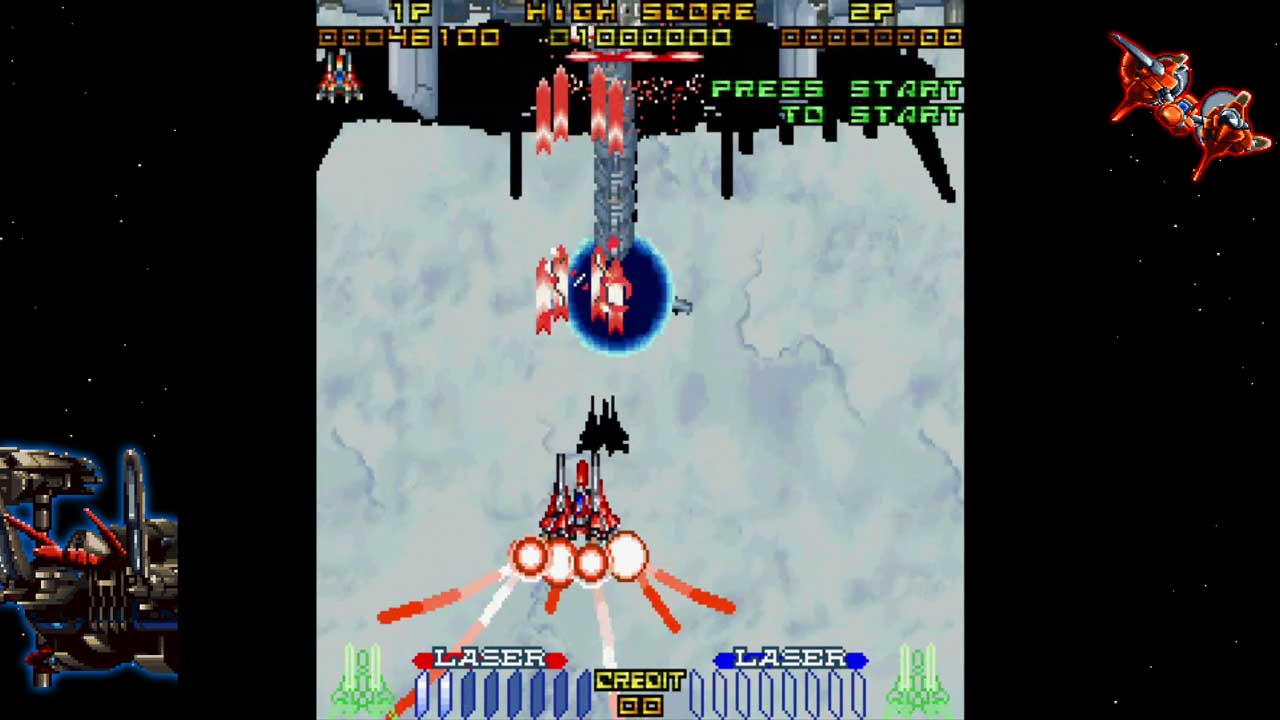 1P HIGH SCORE 2P
00046100 01000000 00000000
PRESS START
TO START
LASER LASER
CREDIT
00